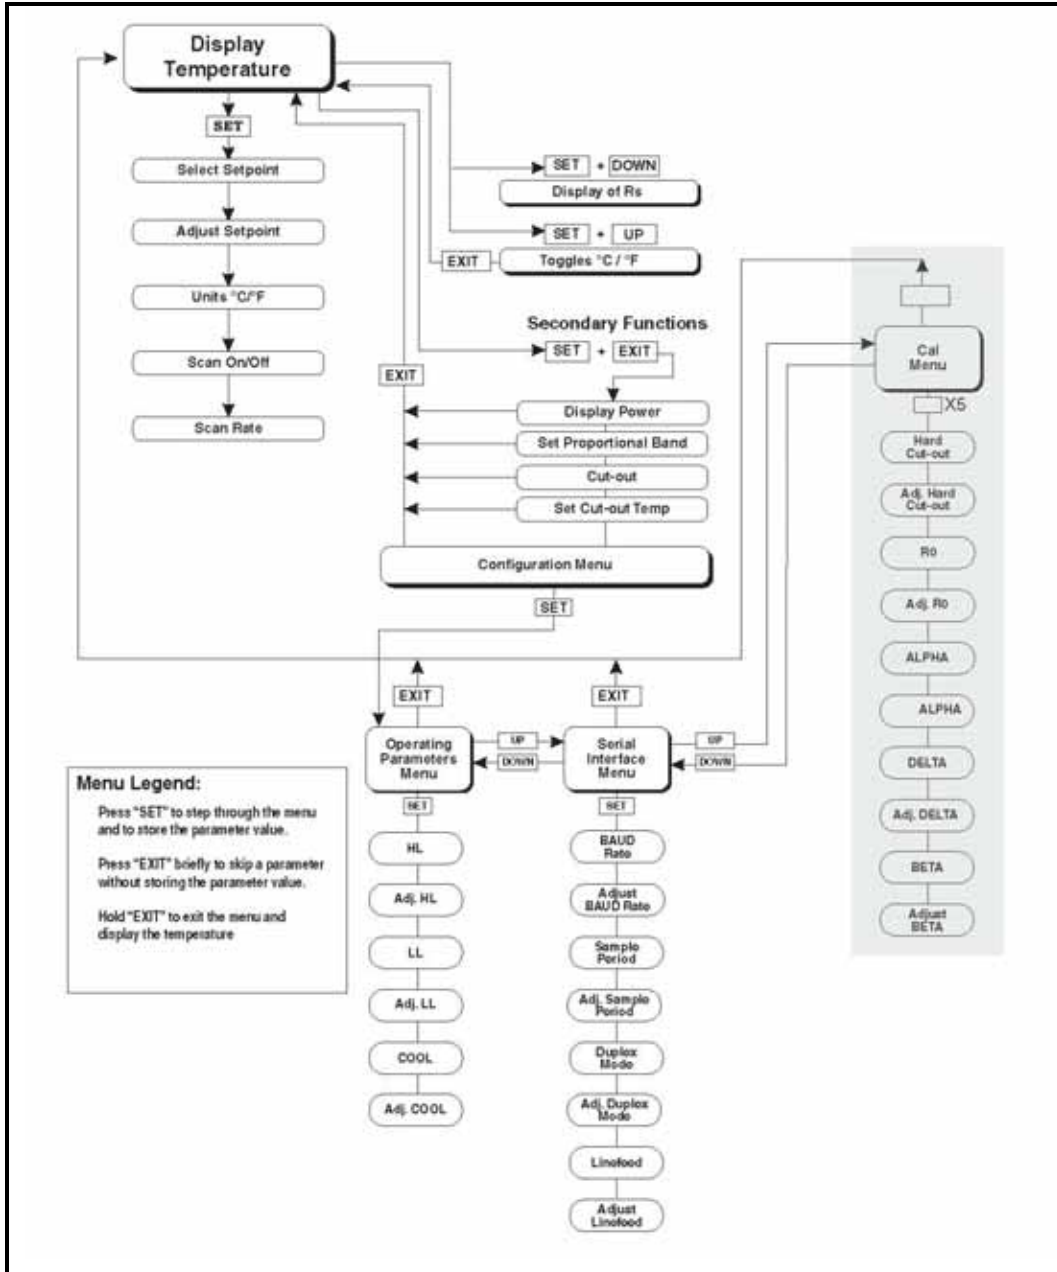 Display
Temperature
SET
Select Setpoint
Adjust Setpoint
Units °C/°F
Scan On/Off
Scan Rate
SET + DOWN
Display of Rs
SET + UP
EXIT
Toggles °C / °F
Secondary Functions
SET + EXIT
EXIT
Display Power
Set Proportional Band
Cut-out
Set Cut-out Temp
Configuration Menu
SET
EXIT
EXIT
Operating
Parameters
Menu
UP
DOWN
Serial
Interface
Menu
UP
DOWN
SET
HL
Adj. HL
LL
Adj. LL
COOL
Adj. COOL
SET
BAUD
Rate
Adjust
BAUD Rate
Sample
Period
Adj. Sample
Period
Duplex
Mode
Adj. Duplex
Mode
Linefeed
Adjust
Linefeed
Cal
Menu
X5
Hard
Cut-out
Adj. Hard
Cut-out
R0
Adj. R0
ALPHA
ALPHA
DELTA
Adj. DELTA
BETA
Adjust
BETA
Menu Legend:
Press "SET" to step through the menu
and to store the parameter value.
Press "EXIT" briefly to skip a parameter
without storing the parameter value.
Hold "EXIT" to exit the menu and
display the temperature